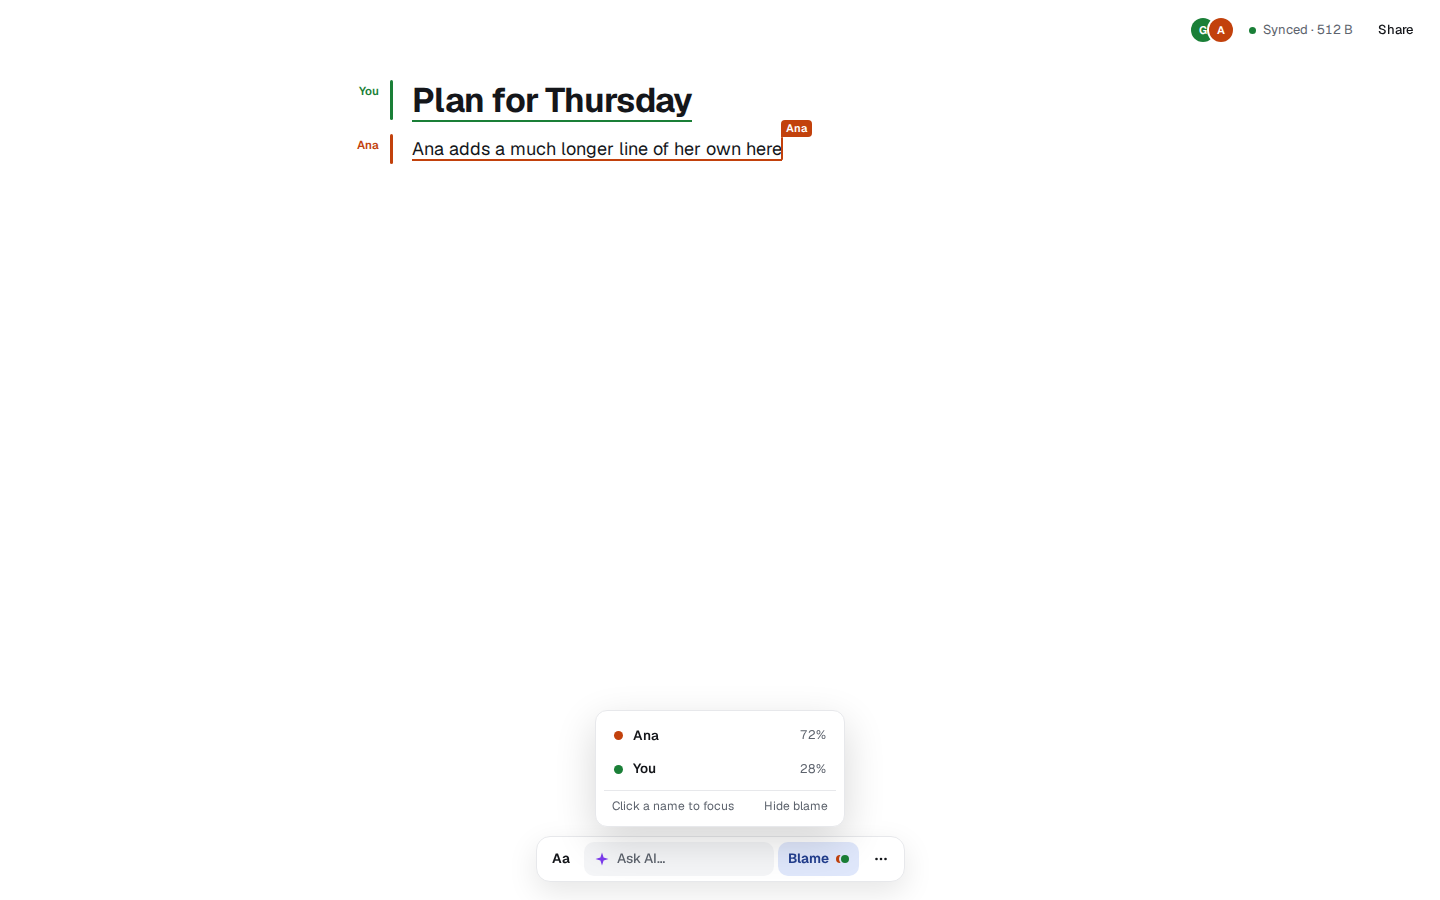 G A Synced · 512 B Share
You Plan for Thursday
Ana
Ana Ana adds a much longer line of her own here
Ana 72%
You 28%
Click a name to focus Hide blame
Aa Ask AI... Blame ...